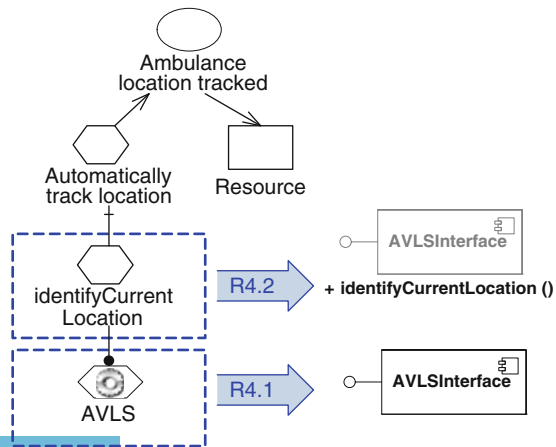 Ambulance
location tracked
Automatically
track location
Resource
identifyCurrent
Location
R4.2
AVLSInterface
+ identifyCurrentLocation ()
AVLS
R4.1
AVLSInterface